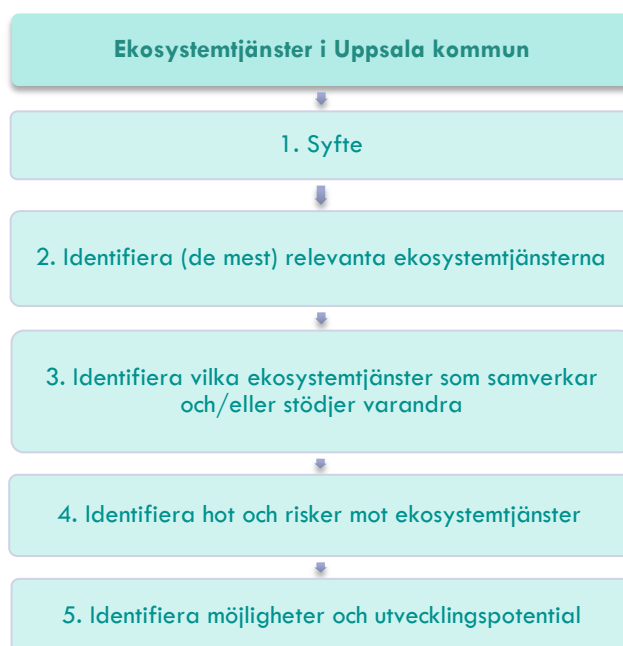 Ekosystemtjänster i Uppsala kommun
1. Syfte
2. Identifiera (de mest) relevanta ekosystemtjänsterna
3. Identifiera vilka ekosystemtjänster som samverkar
och/eller stödjer varandra
4. Identifiera hot och risker mot ekosystemtjänster
5. Identifiera möjligheter och utvecklingspotential